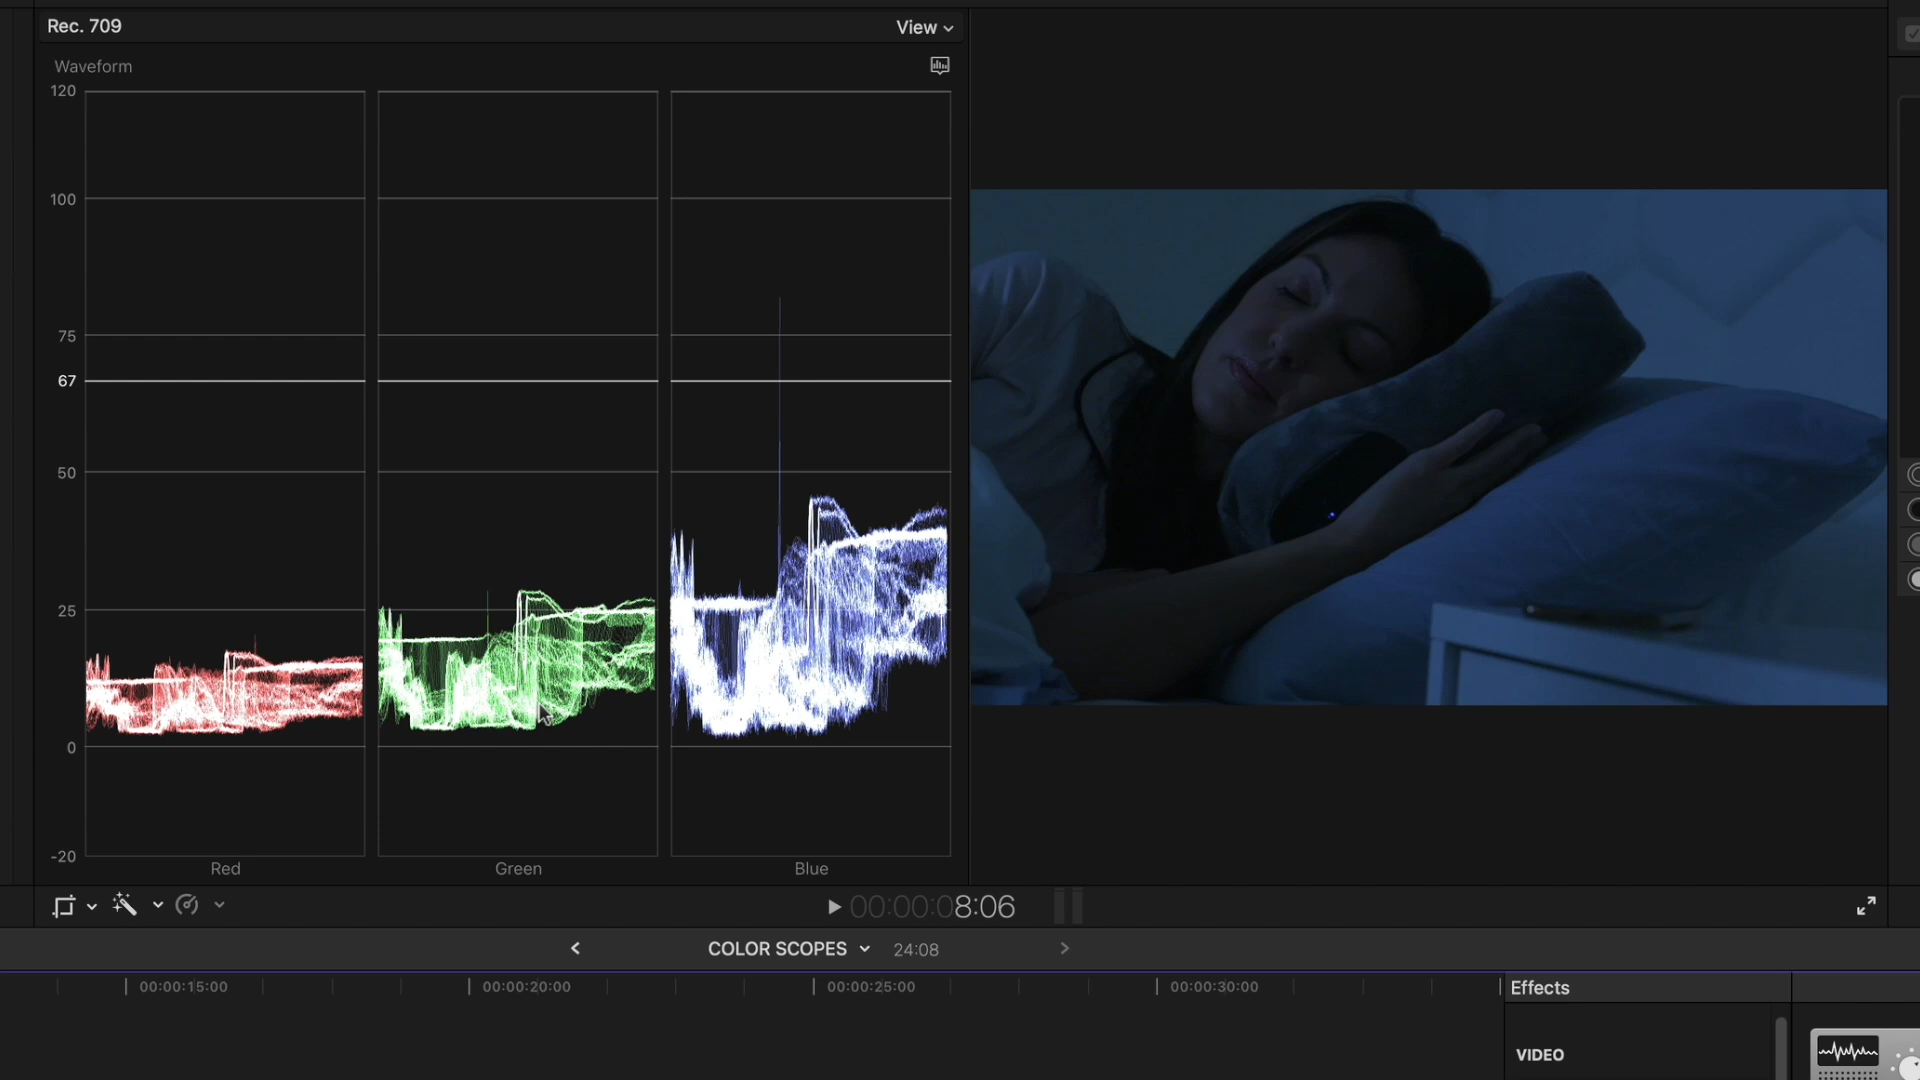 Rec. 709
View
Waveform
120
100
75
67
50
25
0
-20
Red
Green
Blue
00:00:08:06
COLOR SCOPES
24:08
00:00:15:00
00:00:20:00
00:00:25:00
00:00:30:00
Effects
VIDEO